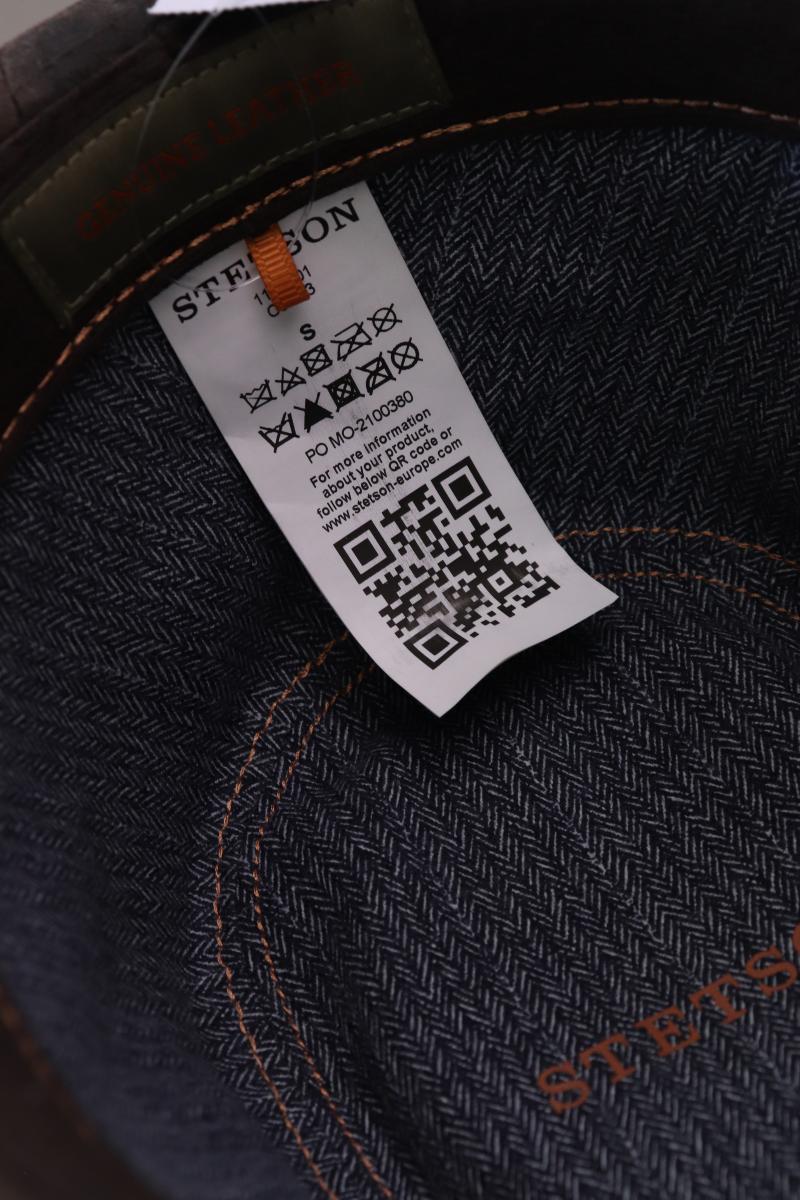 GENUINE LEATHER
STETSON
S
PO MO-2100380
For more information
about your product,
follow below QR code or
www.stetson-europe.com
STETSO